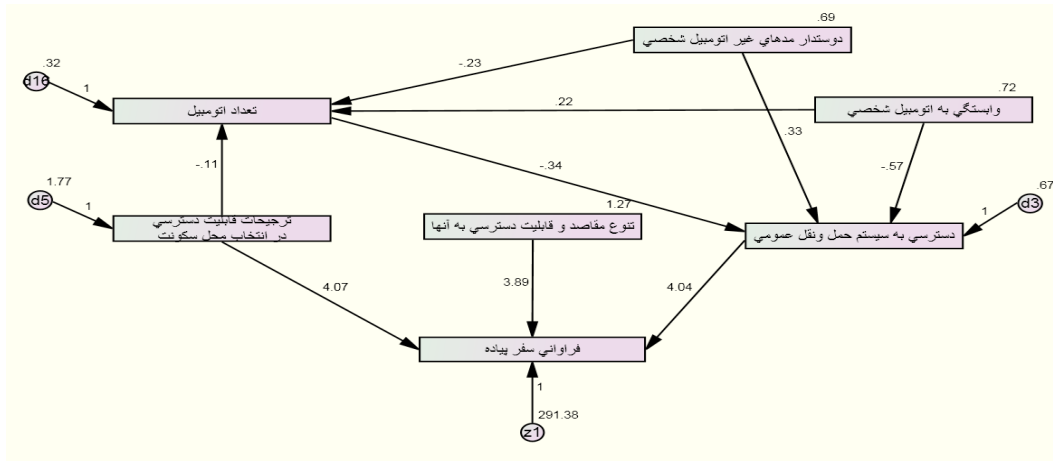 .69
دوستدار مدهاي غير اتومبيل شخصي
.32
d16
1
-.23
تعداد اتومبيل
.72
وابستگي به اتومبيل شخصي
.22
.33
-.57
-.11
-.34
1.77
d5
1
ترجيحات قابليت دسترسي
در انتخاب محل سكونت
1.27
تنوع مقاصد و قابليت دسترسي به آنها
.67
d3
1
دسترسي به سيستم حمل ونقل عمومي
4.07
3.89
4.04
فراواني سفر پياده
1
291.38
z1